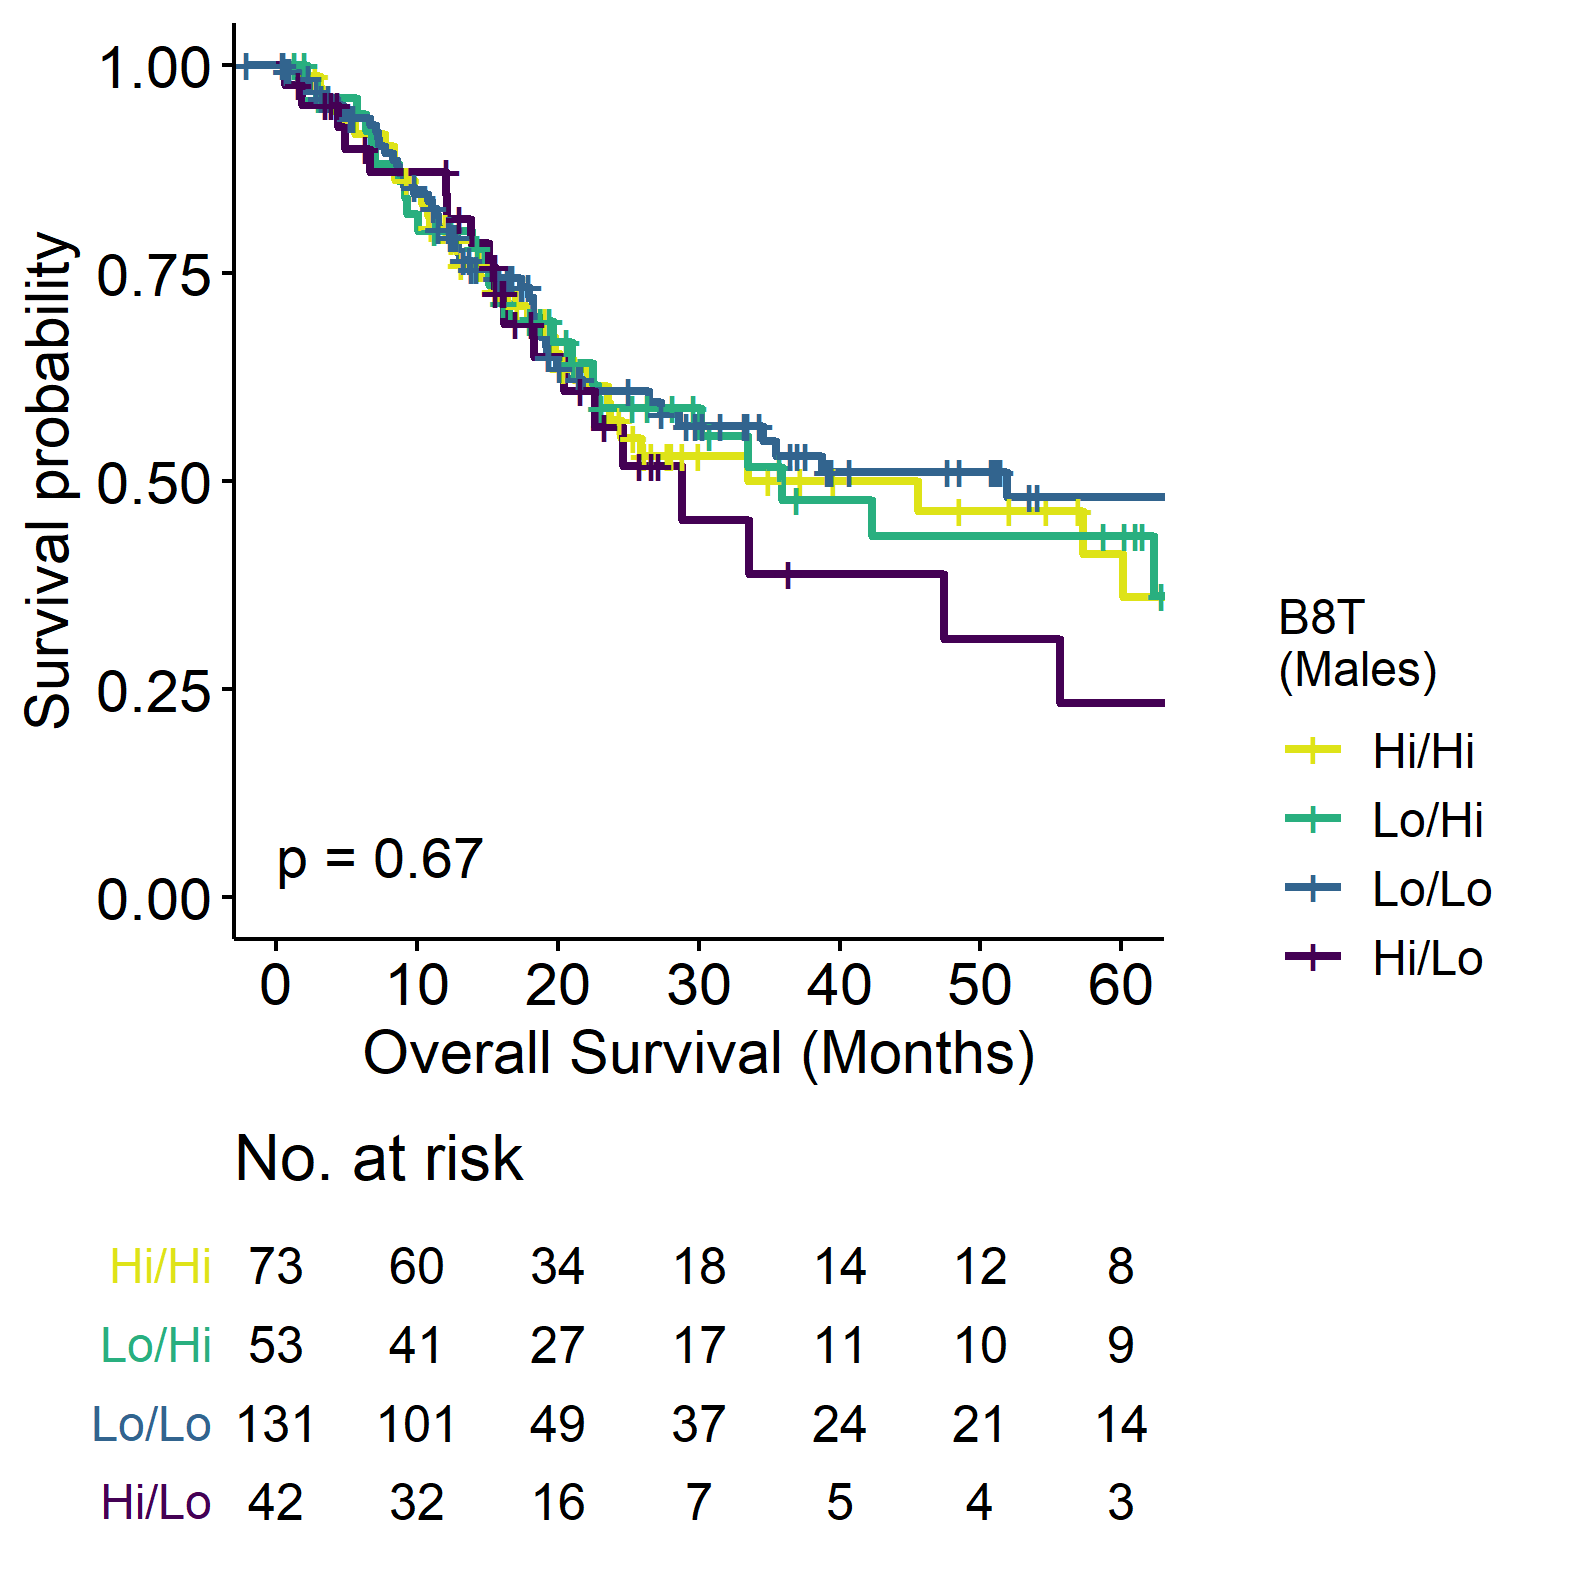 1.00
0.75
0.50
0.25
0.00
Survival probability
p = 0.67
0 10 20 30 40 50 60
Overall Survival (Months)
B8T
(Males)
Hi/Hi
Lo/Hi
Lo/Lo
Hi/Lo
No. at risk
Hi/Hi 73 60 34 18 14 12 8
Lo/Hi 53 41 27 17 11 10 9
Lo/Lo 131 101 49 37 24 21 14
Hi/Lo 42 32 16 7 5 4 3